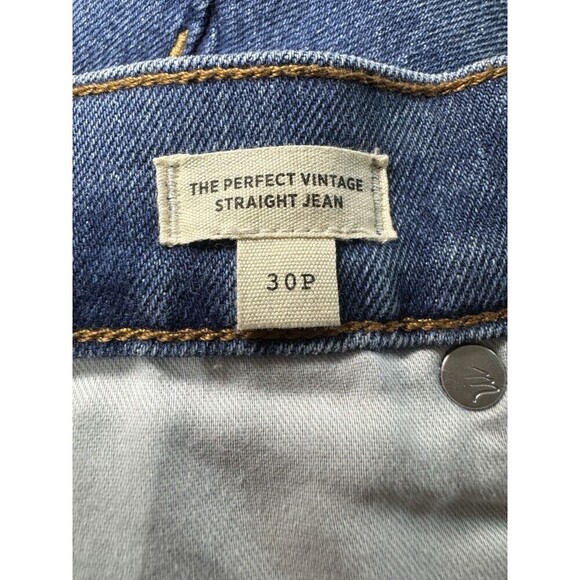 THE PERFECT VINTAGE
STRAIGHT JEAN
30P